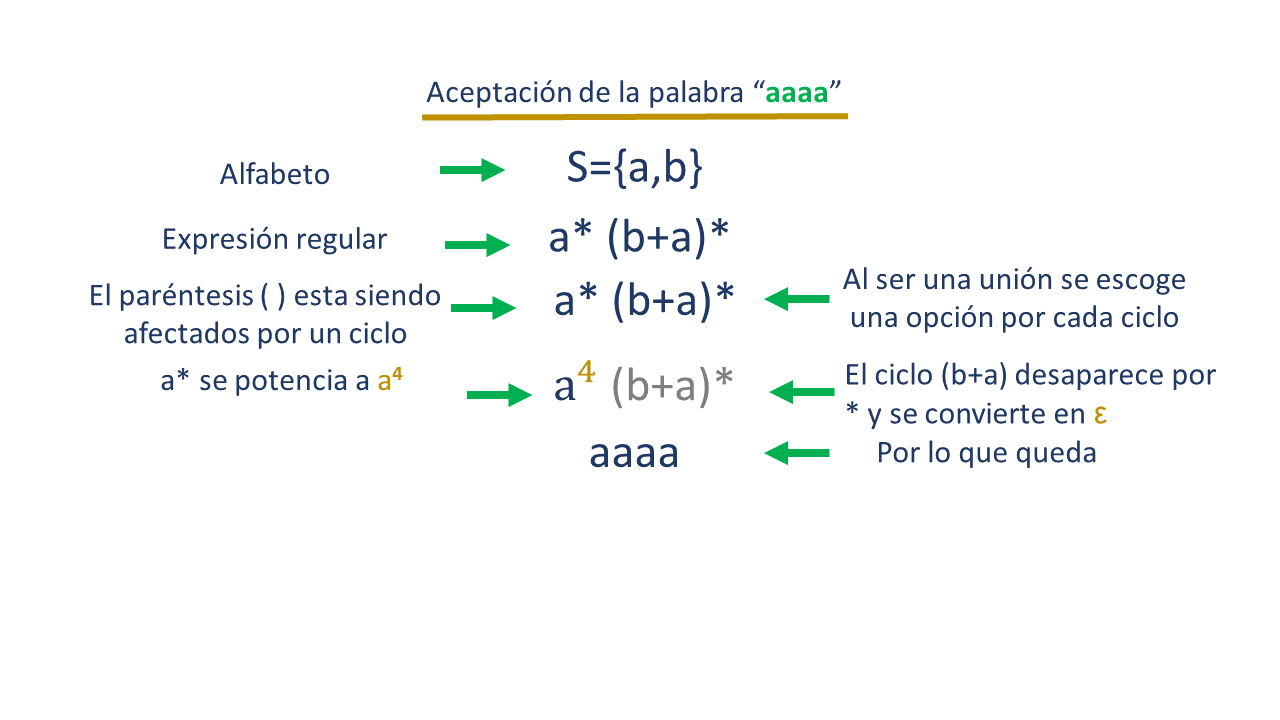 Aceptación de la palabra “aaaa”
Alfabeto
S={a,b}
Expresión regular
a* (b+a)*
El paréntesis ( ) esta siendo
afectados por un ciclo
a* (b+a)*
Al ser una unión se escoge
una opción por cada ciclo
a* se potencia a a⁴
a⁴ (b+a)*
El ciclo (b+a) desaparece por
* y se convierte en ε
aaaa
Por lo que queda